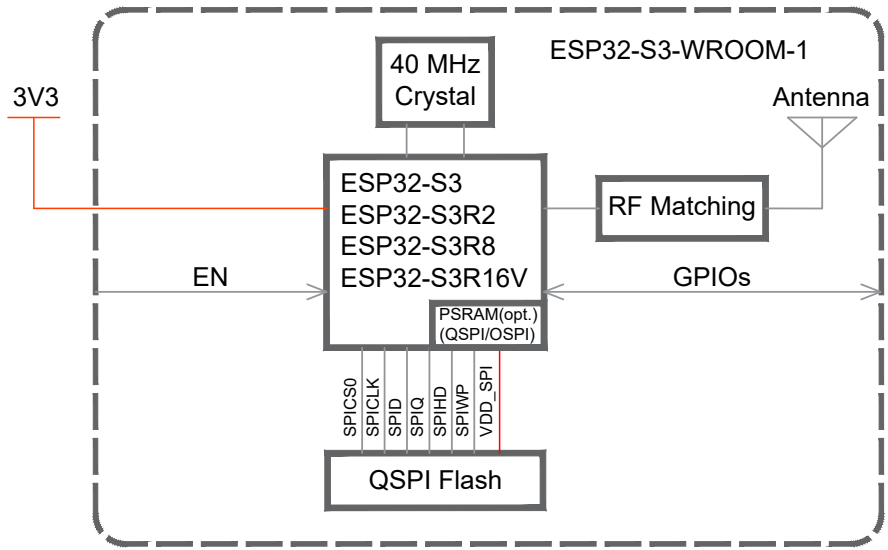 ESP32-S3-WROOM-1
40 MHz
Crystal
3V3
Antenna
ESP32-S3
ESP32-S3R2
ESP32-S3R8
ESP32-S3R16V
RF Matching
EN
GPIOs
PSRAM(opt.)
(QSPI/OSPI)
SPICS0
SPICLK
SPID
SPIQ
SPIHD
SPIWP
VDD_SPI
QSPI Flash